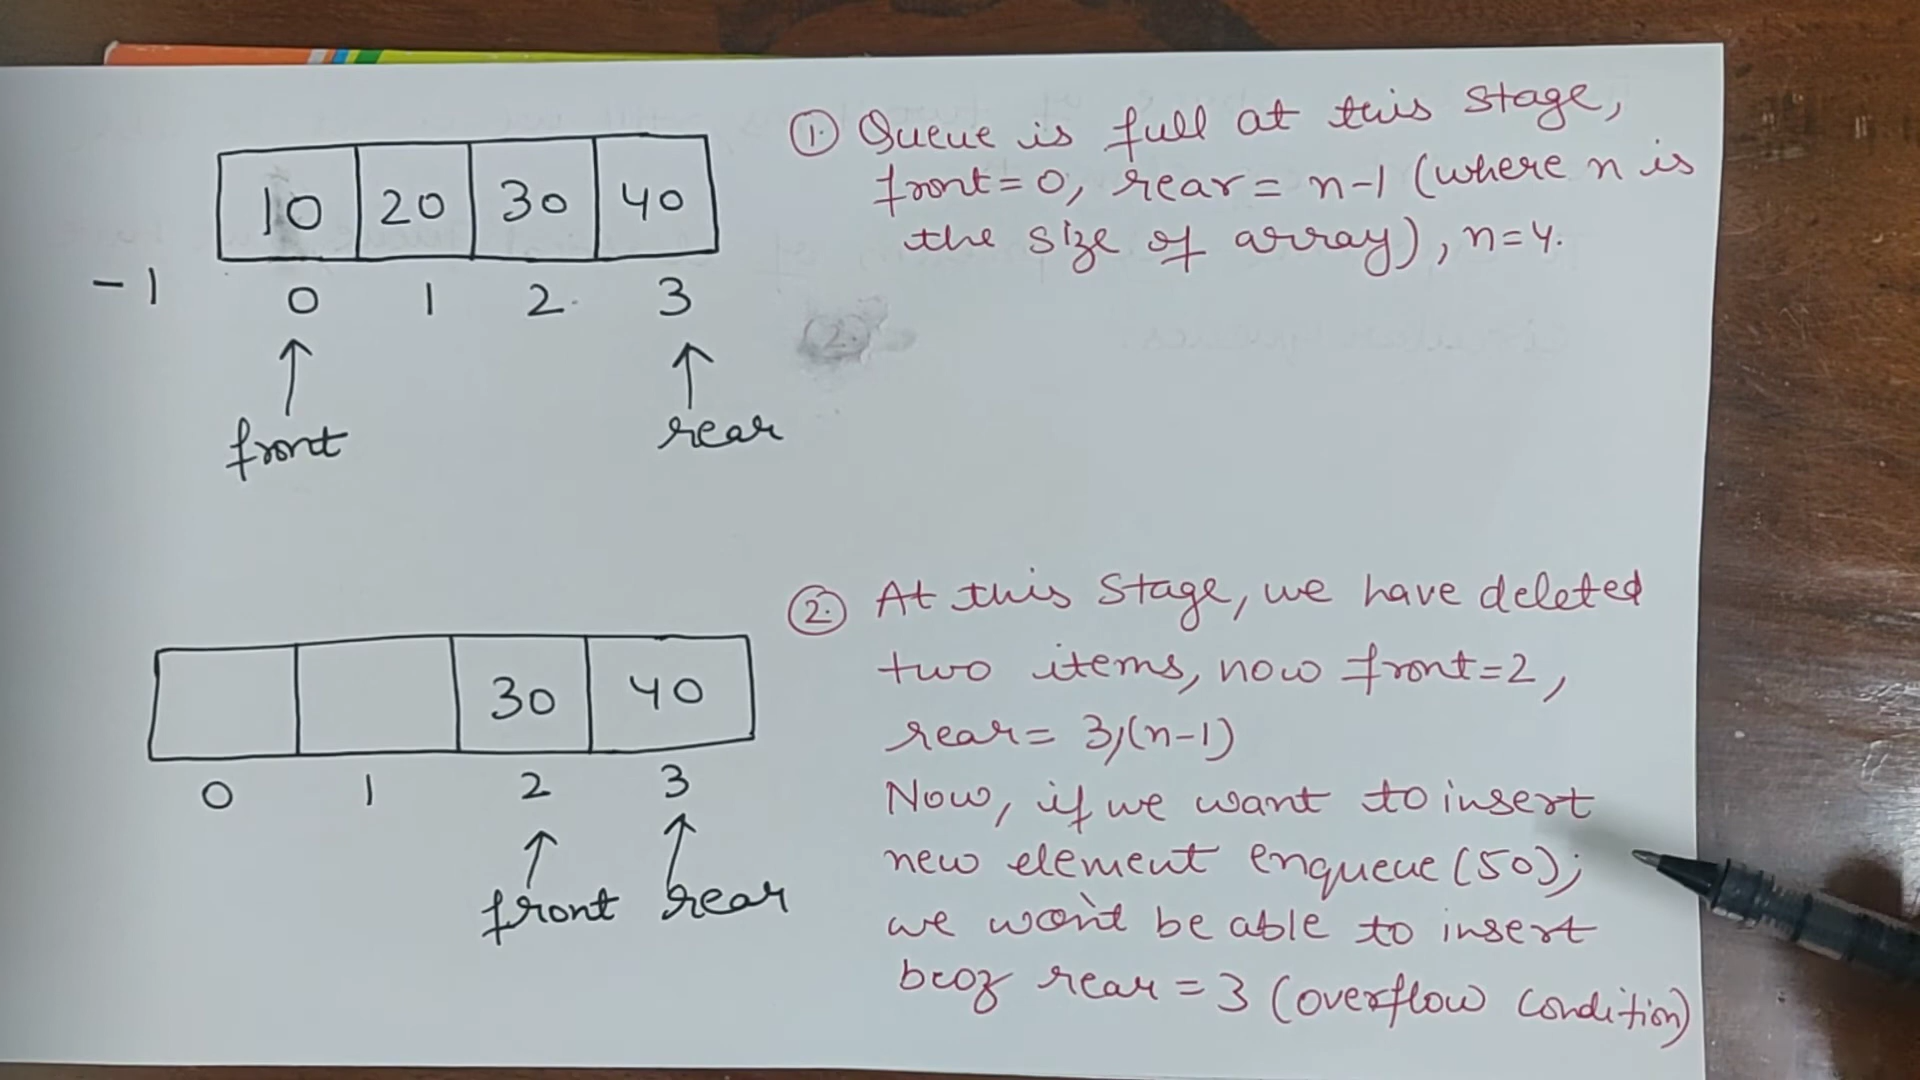 10 20 30 40
-1 0 1 2 3
front rear
① Queue is full at this stage,
front = 0, rear = n-1 (where n is
the size of array), n=4.
(2.)
30 40
0 1 2 3
front rear
② At this stage, we have deleted
two items, now front=2,
rear = 3,(n-1)
Now, if we want to insert
new element enqueue (50);
we won't be able to insert
bcoz rear = 3 (overflow condition)